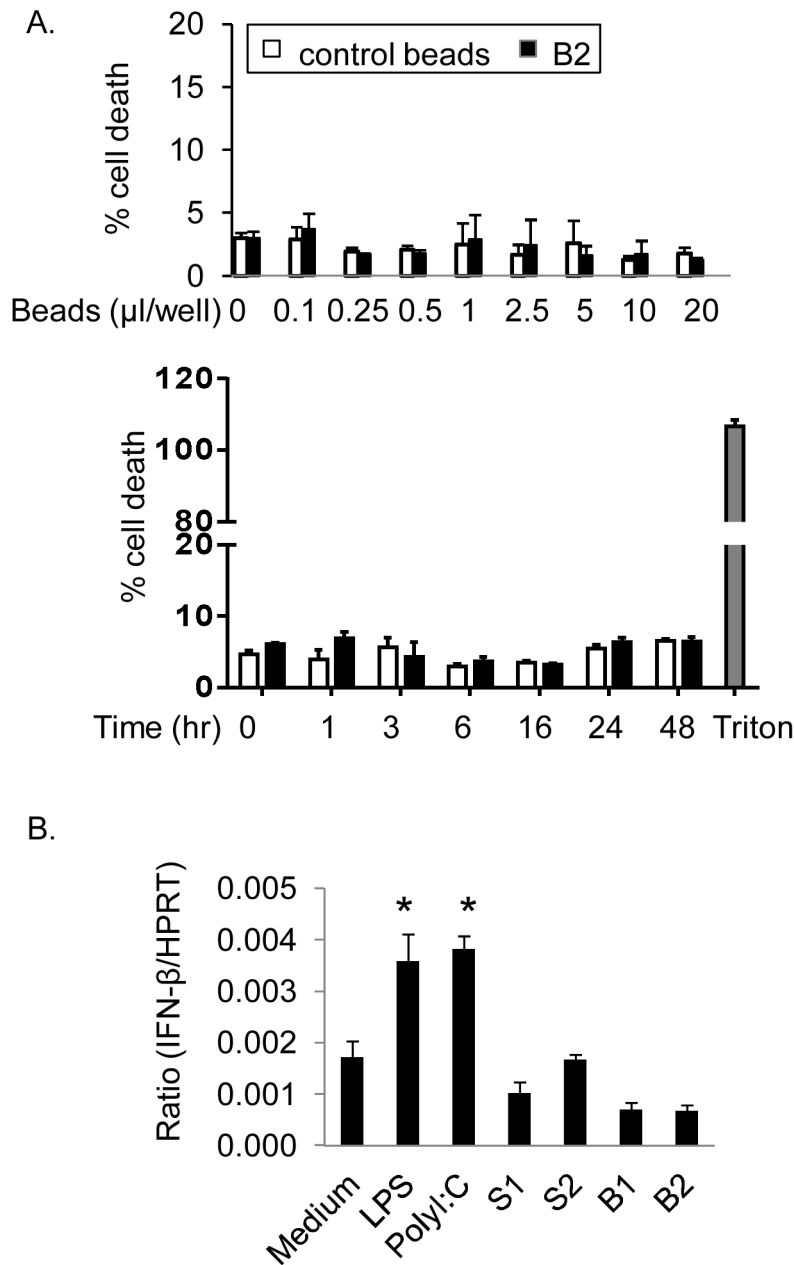 A.
% cell death
20
15
10
5
0
control beads B2
Beads (µl/well) 0 0.1 0.25 0.5 1 2.5 5 10 20
% cell death
120
100
80
20
10
0
Time (hr) 0 1 3 6 16 24 48 Triton
B.
Ratio (IFN-β/HPRT)
0.005
0.004
0.003
0.002
0.001
0.000
* *
Medium LPS PolyI:C S1 S2 B1 B2